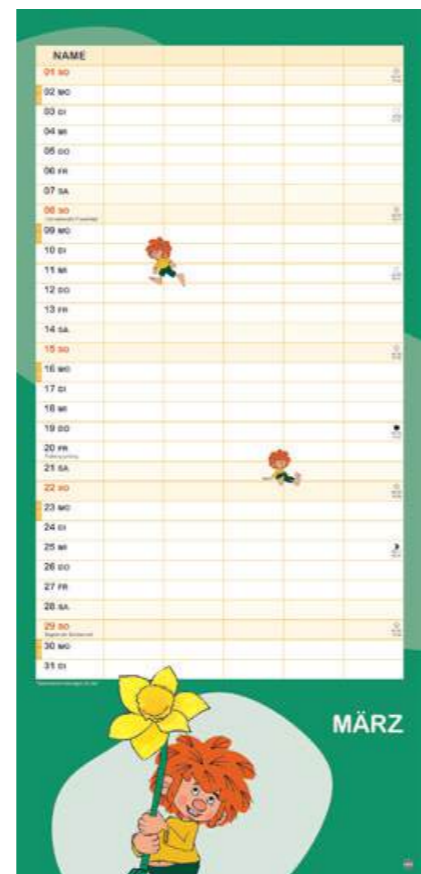 NAME
01 SO
02 MO
03 DI
04 MI
05 DO
06 FR
07 SA
08 SO
09 MO
10 DI
11 MI
12 DO
13 FR
14 SA
15 SO
16 MO
17 DI
18 MI
19 DO
20 FR
21 SA
22 SO
23 MO
24 DI
25 MI
26 DO
27 FR
28 SA
29 SO
30 MO
31 DI
MÄRZ